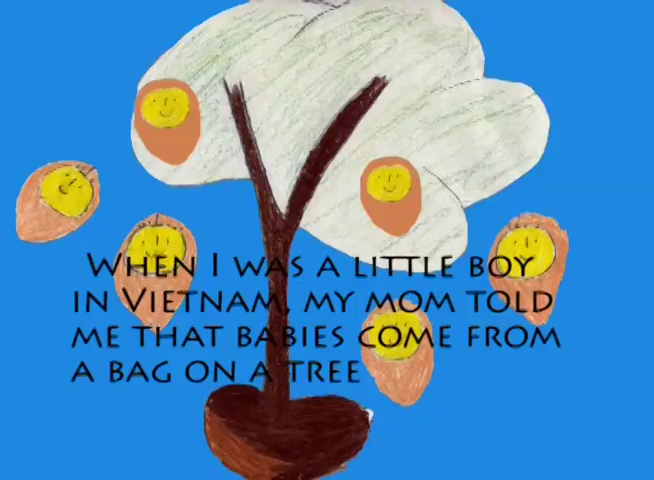 When I was a little boy
in Vietnam, my mom told
me that babies come from
a bag on a tree